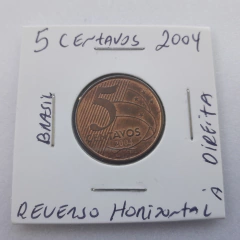 5 CENTAVOS 2004
BRASIL
5
CENTAVOS
REVERSO HORIZONTAL
À DIREITA